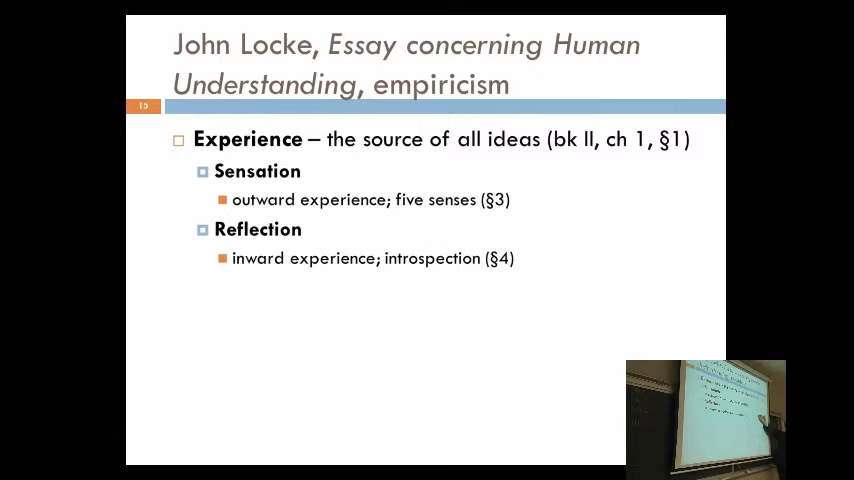 John Locke, Essay concerning Human
Understanding, empiricism
15
Experience – the source of all ideas (bk II, ch 1, §1)
Sensation
outward experience; five senses (§3)
Reflection
inward experience; introspection (§4)